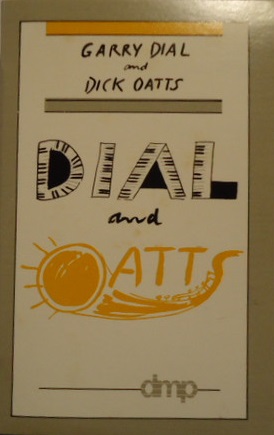 GARRY DIAL
and
DICK OATTS
DIAL
and
OATTS
dmp